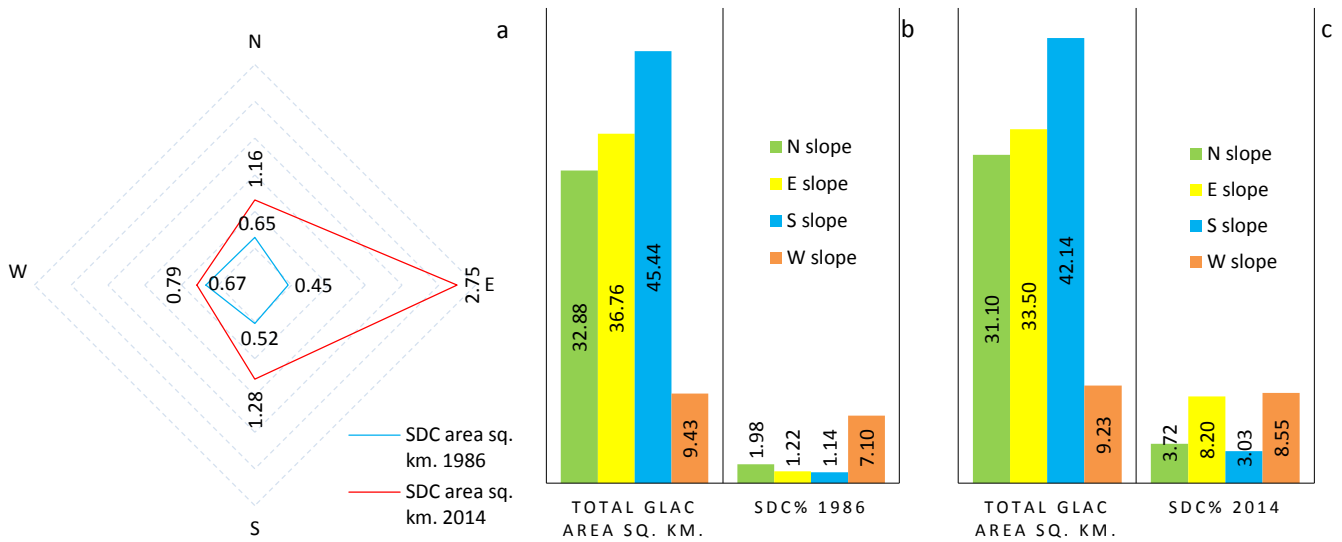 a
N
1.16
0.65
W
0.79
0.67
0.45
2.75
E
0.52
1.28
S
SDC area sq.
km. 1986
SDC area sq.
km. 2014
b
32.88
36.76
45.44
9.43
1.98
1.22
1.14
7.10
N slope
E slope
S slope
W slope
TOTAL GLAC
AREA SQ. KM.
SDC% 1986
c
31.10
33.50
42.14
9.23
3.72
8.20
3.03
8.55
N slope
E slope
S slope
W slope
TOTAL GLAC
AREA SQ. KM.
SDC% 2014